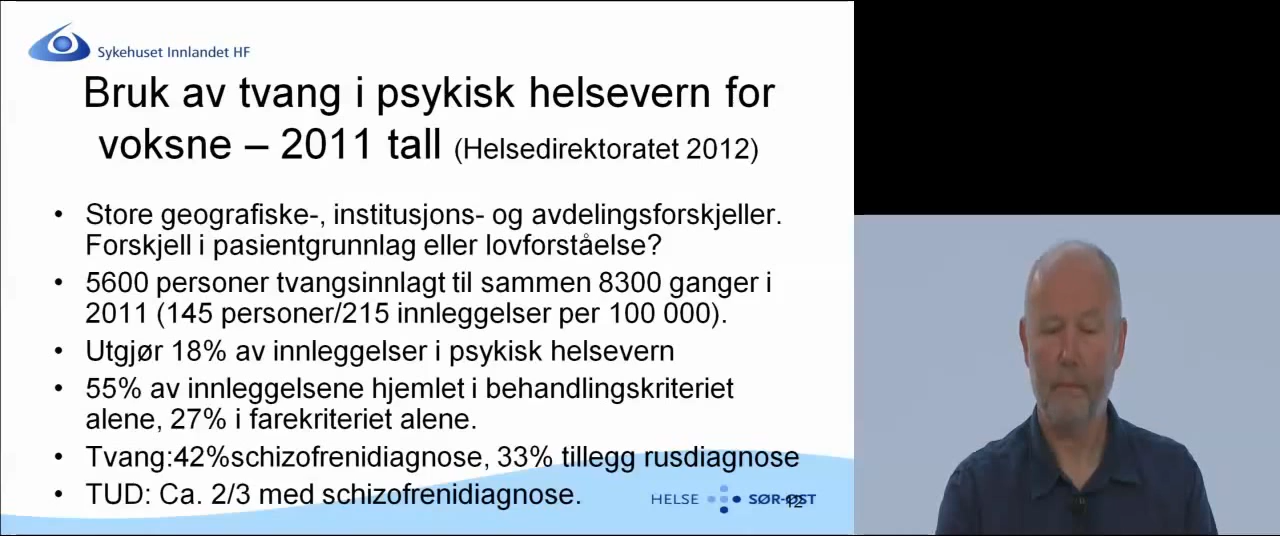 Sykehuset Innlandet HF
Bruk av tvang i psykisk helsevern for
voksne – 2011 tall (Helsedirektoratet 2012)
• Store geografiske-, institusjons- og avdelingsforskjeller.
Forskjell i pasientgrunnlag eller lovforståelse?
• 5600 personer tvangsinnlagt til sammen 8300 ganger i
2011 (145 personer/215 innleggelser per 100 000).
• Utgjør 18% av innleggelser i psykisk helsevern
• 55% av innleggelsene hjemlet i behandlingskriteriet
alene, 27% i farekriteriet alene.
• Tvang:42%schizofrenidiagnose, 33% tillegg rusdiagnose
• TUD: Ca. 2/3 med schizofrenidiagnose.
HELSE SØR-ØST
12